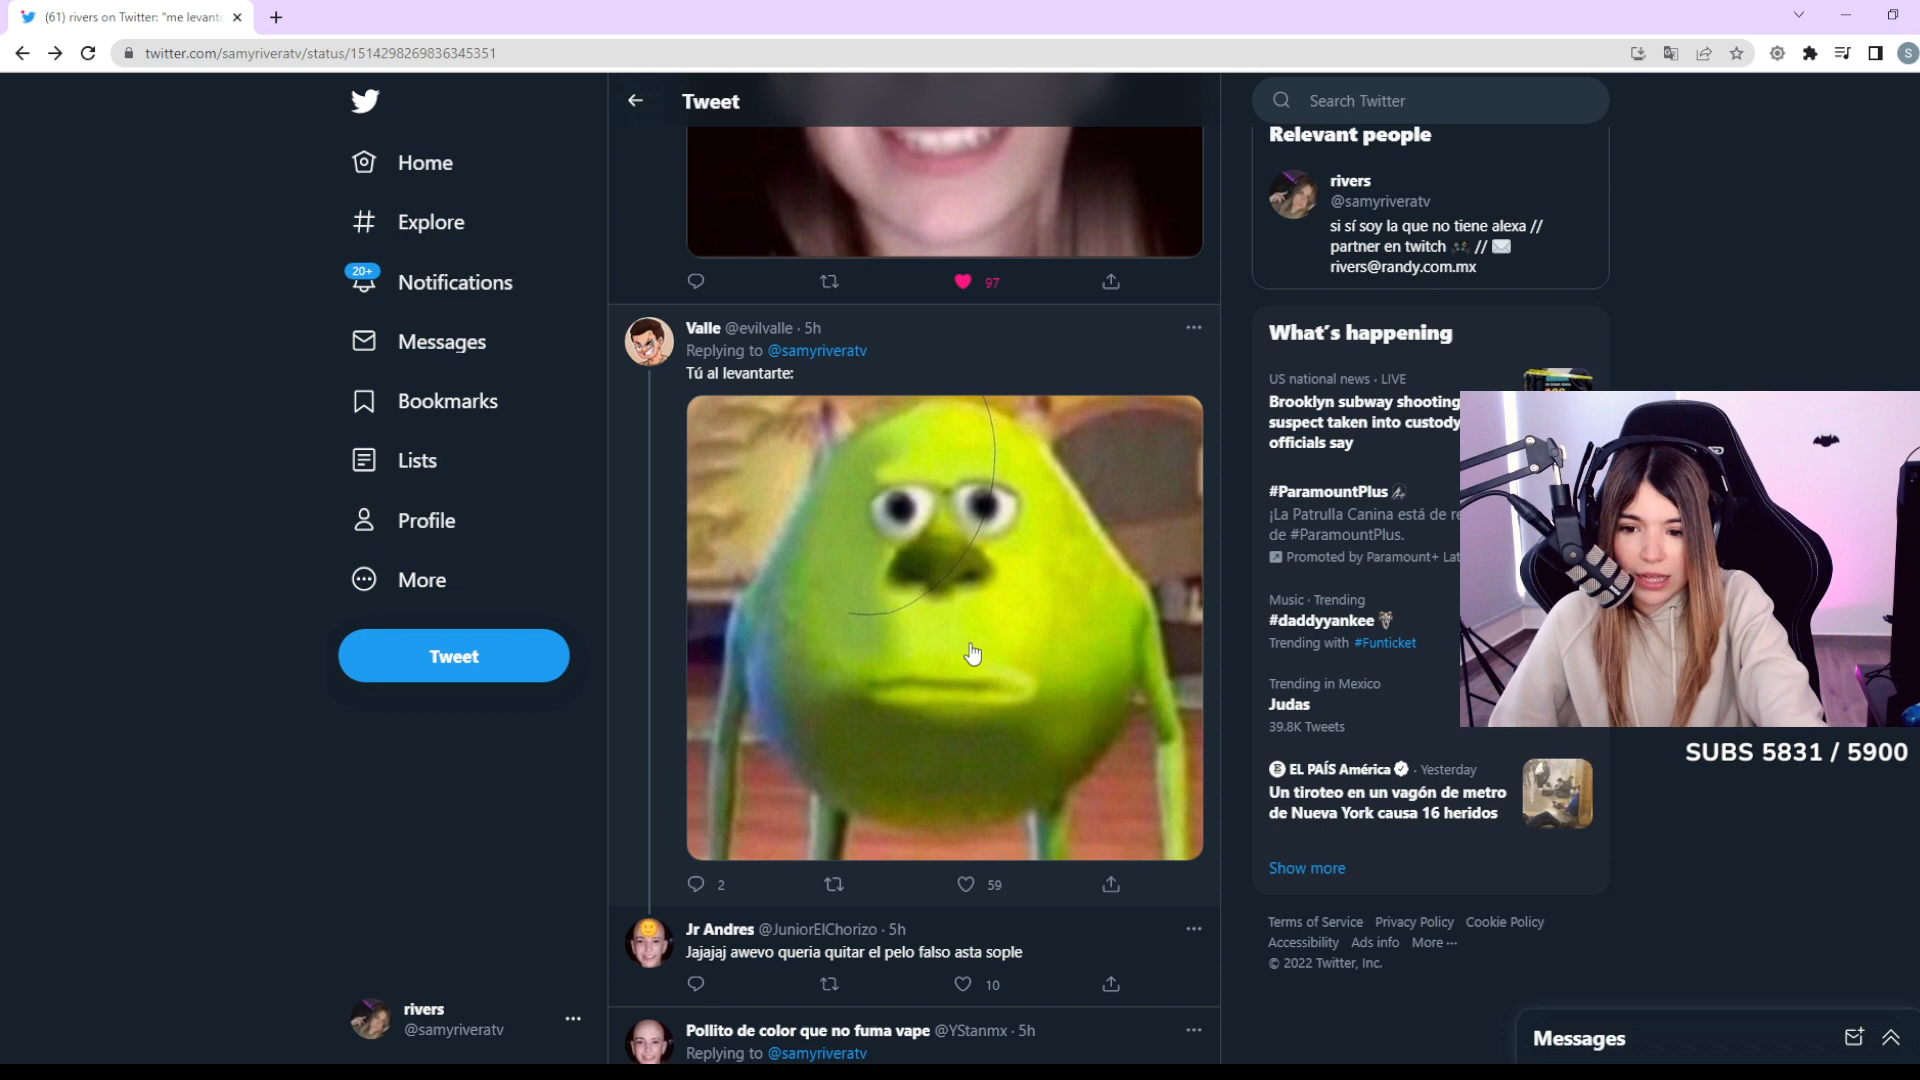 (61) rivers on Twitter: "me levant
twitter.com/samyriveratv/status/1514298269836345351
S
Home
Explore
20+
Notifications
Messages
Bookmarks
Lists
Profile
More
Tweet
rivers
@samyriveratv
Tweet
97
Valle @evilvalle · 5h
Replying to @samyriveratv
Tú al levantarte:
2
59
Jr Andres @JuniorElChorizo · 5h
Jajajaj awevo queria quitar el pelo falso asta sople
10
Pollito de color que no fuma vape @YStanmx · 5h
Replying to @samyriveratv
Search Twitter
Relevant people
rivers
@samyriveratv
si sí soy la que no tiene alexa //
partner en twitch 🎮 // ✉️
rivers@randy.com.mx
What's happening
US national news · LIVE
Brooklyn subway shooting
suspect taken into custody
officials say
#ParamountPlus
¡La Patrulla Canina está de re
de #ParamountPlus.
Promoted by Paramount+ Lat
Music · Trending
#daddyyankee
Trending with #Funticket
Trending in Mexico
Judas
39.8K Tweets
EL PAÍS América · Yesterday
Un tiroteo en un vagón de metro
de Nueva York causa 16 heridos
Show more
Terms of Service Privacy Policy Cookie Policy
Accessibility Ads info More ···
© 2022 Twitter, Inc.
SUBS 5831 / 5900
Messages